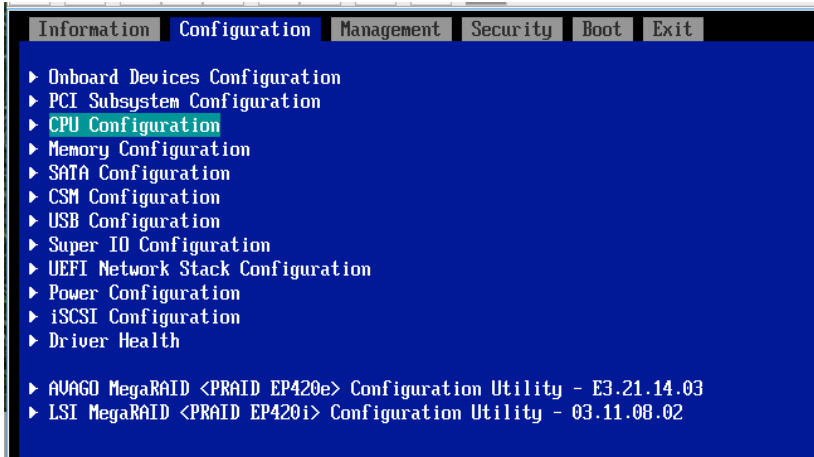 Information Configuration Management Security Boot Exit
Onboard Devices Configuration
PCI Subsystem Configuration
CPU Configuration
Memory Configuration
SATA Configuration
CSM Configuration
USB Configuration
Super IO Configuration
UEFI Network Stack Configuration
Power Configuration
iSCSI Configuration
Driver Health
AVAGO MegaRAID <PRAID EP420e> Configuration Utility - E3.21.14.03
LSI MegaRAID <PRAID EP420i> Configuration Utility - 03.11.08.02